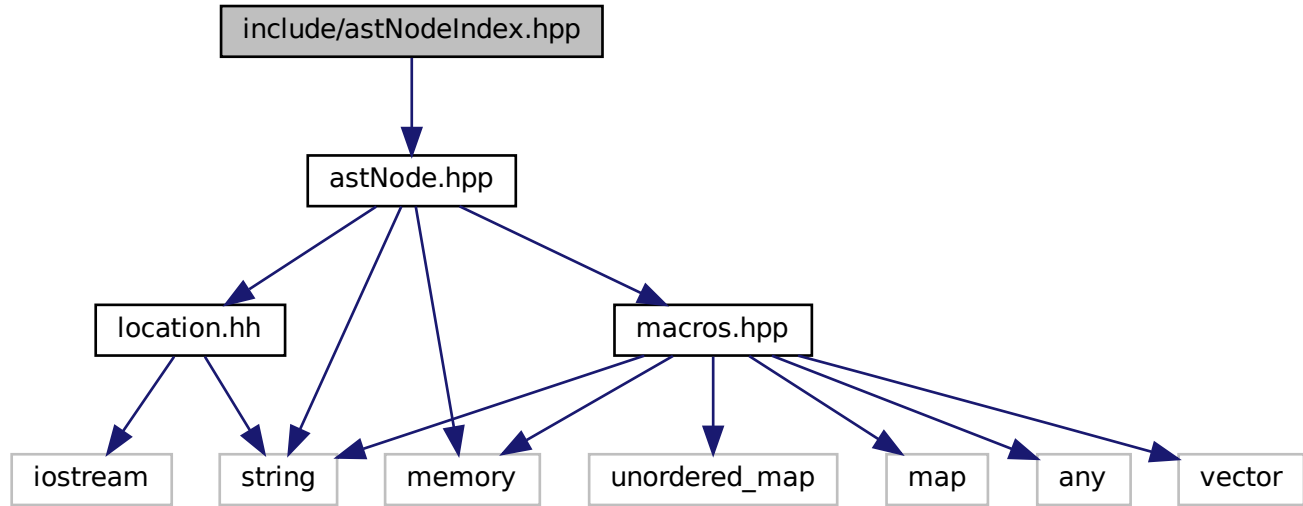 include/astNodeIndex.hpp
astNode.hpp
location.hh
macros.hpp
iostream
string
memory
unordered_map
map
any
vector